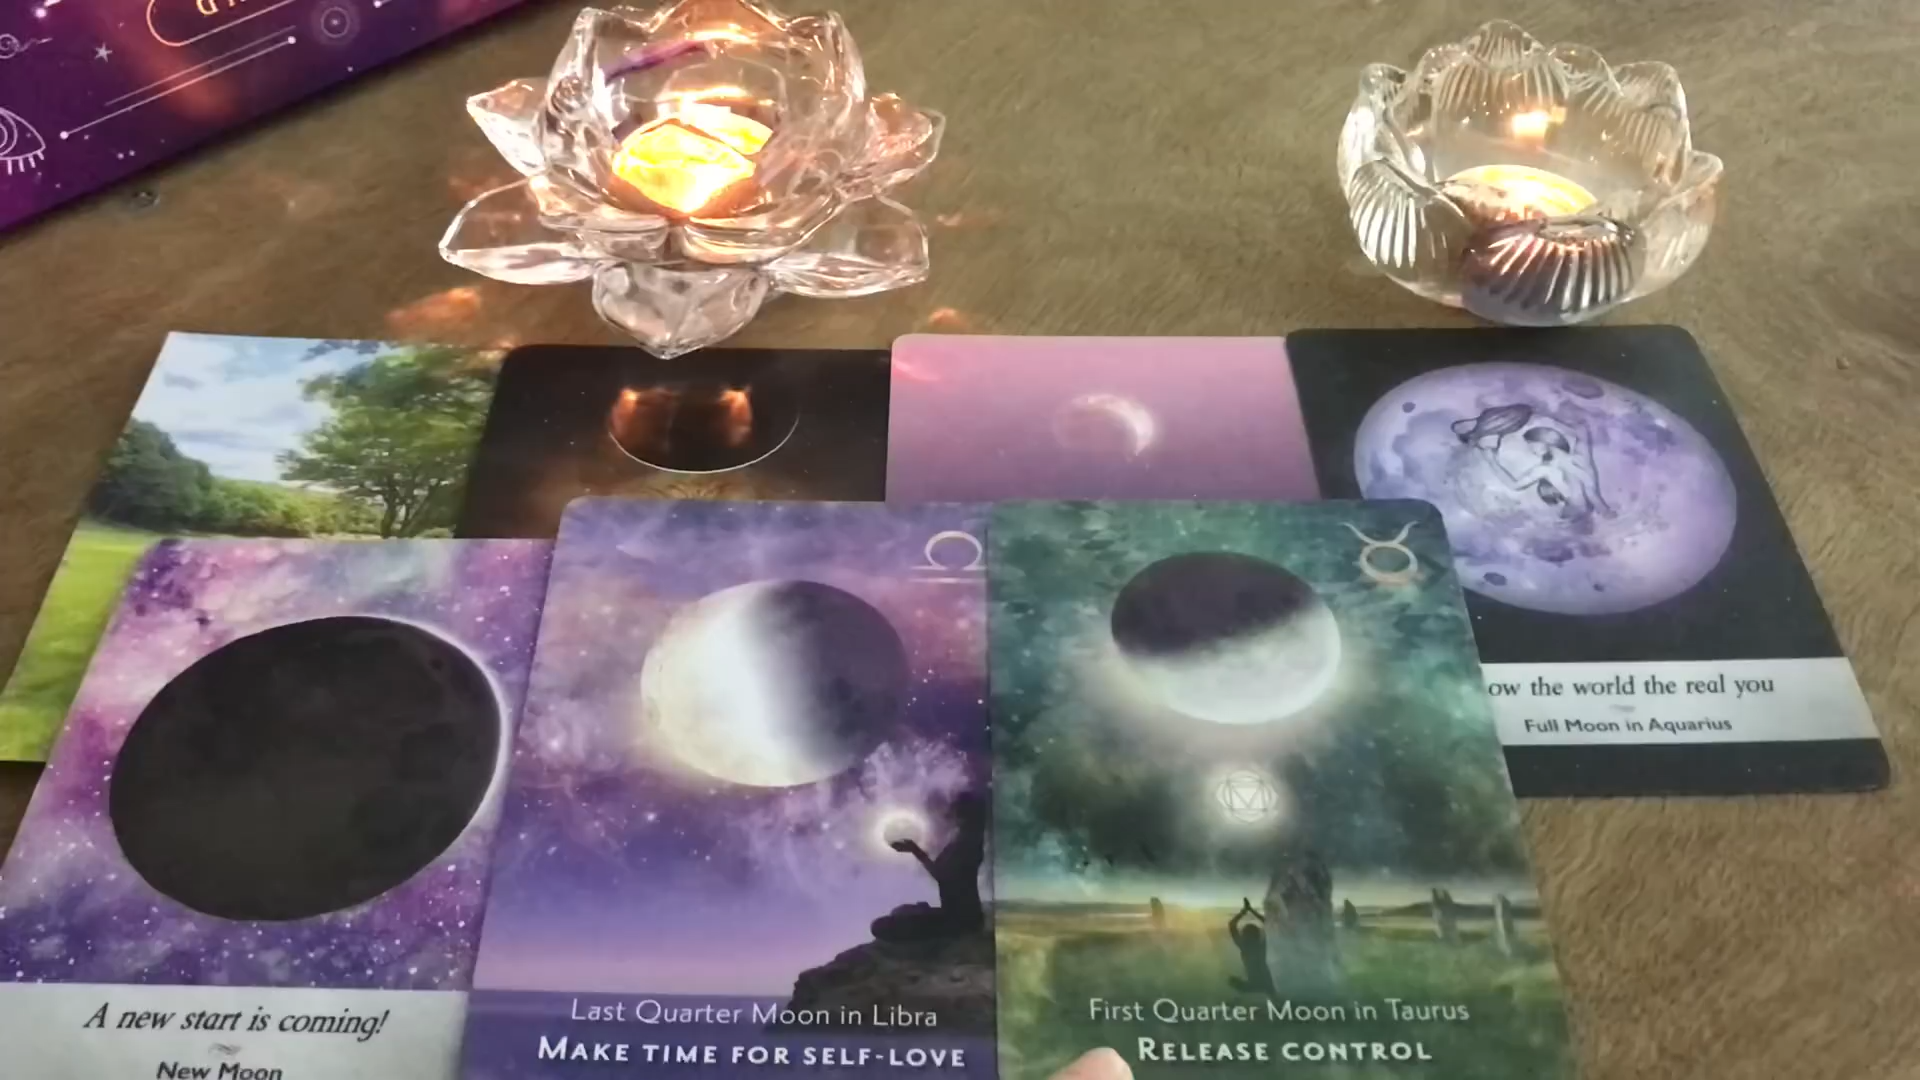 ow the world the real you
Full Moon in Aquarius
A new start is coming!
New Moon
Last Quarter Moon in Libra
MAKE TIME FOR SELF-LOVE
First Quarter Moon in Taurus
RELEASE CONTROL